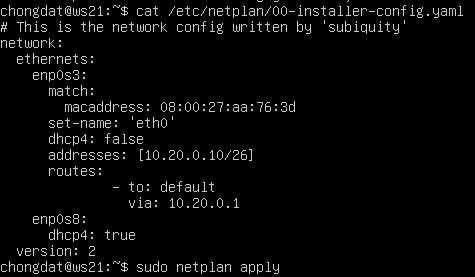 chongdat@ws21:~$ cat /etc/netplan/00-installer-config.yaml
# This is the network config written by 'subiquity'
network:
  ethernets:
    enp0s3:
      match:
        macaddress: 08:00:27:aa:76:3d
      set-name: 'eth0'
      dhcp4: false
      addresses: [10.20.0.10/26]
      routes:
              - to: default
                via: 10.20.0.1
    enp0s8:
      dhcp4: true
  version: 2
chongdat@ws21:~$ sudo netplan apply